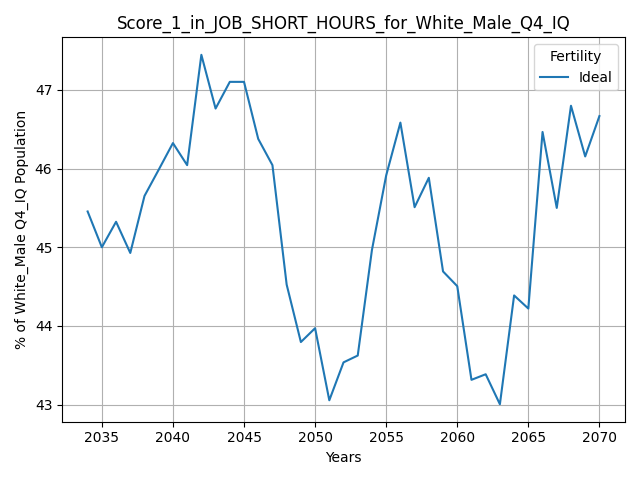 Score_1_in_JOB_SHORT_HOURS_for_White_Male_Q4_IQ
Fertility
Ideal
% of White_Male Q4_IQ Population
47
46
45
44
43
2035 2040 2045 2050 2055 2060 2065 2070
Years